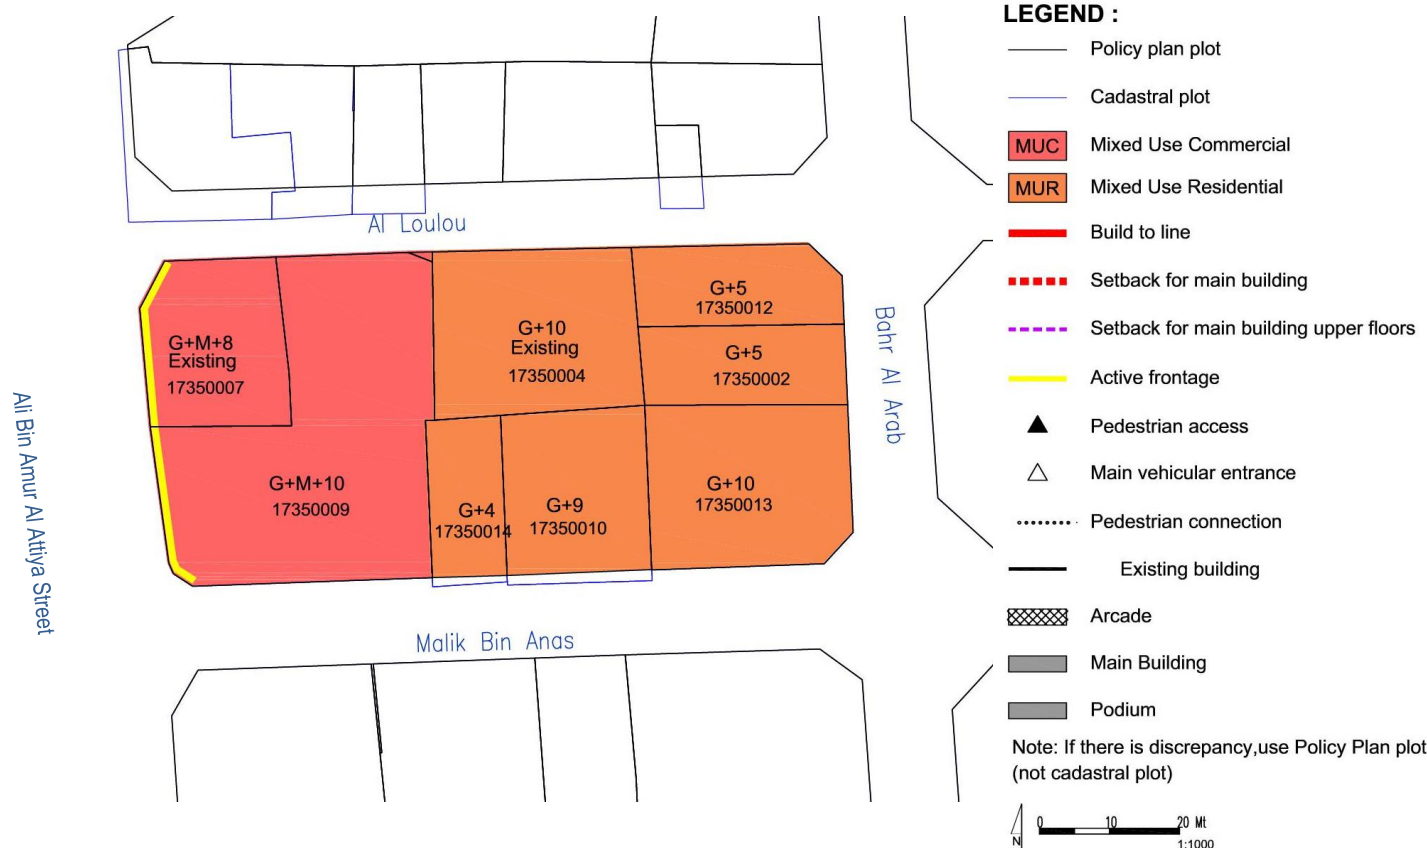 Al Loulou
G+M+8
Existing
17350007
G+10
Existing
17350004
G+5
17350012
G+5
17350002
G+M+10
17350009
G+4
17350014
G+9
17350010
G+10
17350013
Bahr Al Arab
Ali Bin Amur Al Attiya Street
Malik Bin Anas
LEGEND :
Policy plan plot
Cadastral plot
MUC Mixed Use Commercial
MUR Mixed Use Residential
Build to line
Setback for main building
Setback for main building upper floors
Active frontage
Pedestrian access
Main vehicular entrance
Pedestrian connection
Existing building
Arcade
Main Building
Podium
Note: If there is discrepancy,use Policy Plan plot
(not cadastral plot)
N
0 10 20 Mt
1:1000